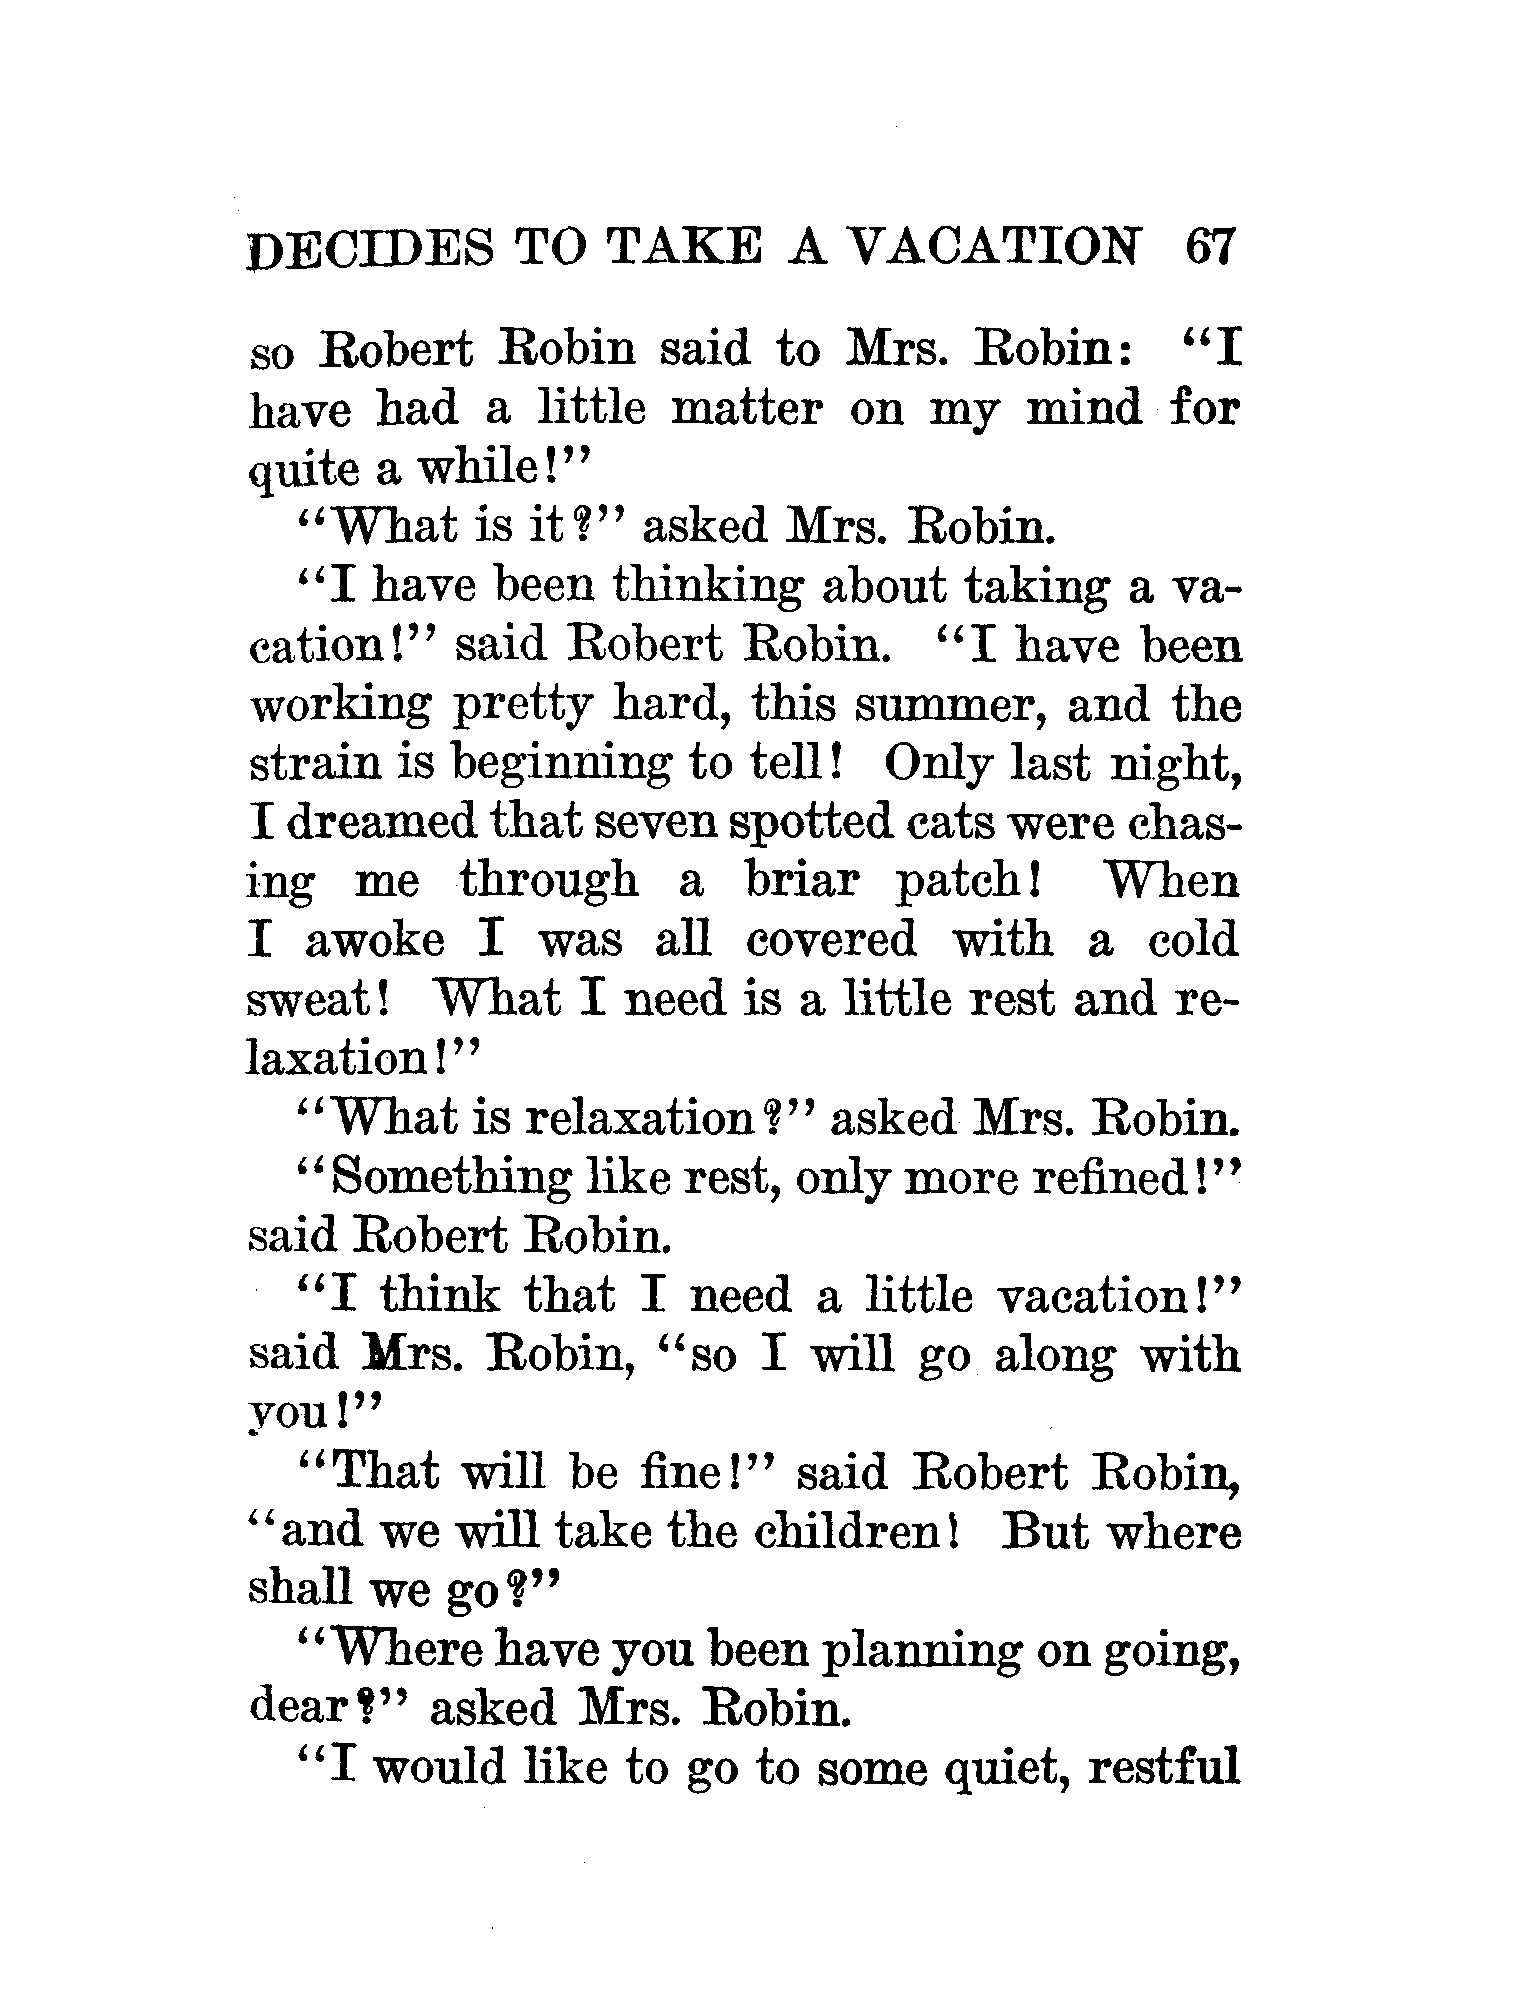 DECIDES TO TAKE A VACATION 67
so Robert Robin said to Mrs. Robin: "I
have had a little matter on my mind for
quite a while!"
"What is it?" asked Mrs. Robin.
"I have been thinking about taking a va-
cation!" said Robert Robin. "I have been
working pretty hard, this summer, and the
strain is beginning to tell! Only last night,
I dreamed that seven spotted cats were chas-
ing me through a briar patch! When
I awoke I was all covered with a cold
sweat! What I need is a little rest and re-
laxation!"
"What is relaxation?" asked Mrs. Robin.
"Something like rest, only more refined!"
said Robert Robin.
"I think that I need a little vacation!"
said Mrs. Robin, "so I will go along with
you!"
"That will be fine!" said Robert Robin,
"and we will take the children! But where
shall we go?"
"Where have you been planning on going,
dear?" asked Mrs. Robin.
"I would like to go to some quiet, restful